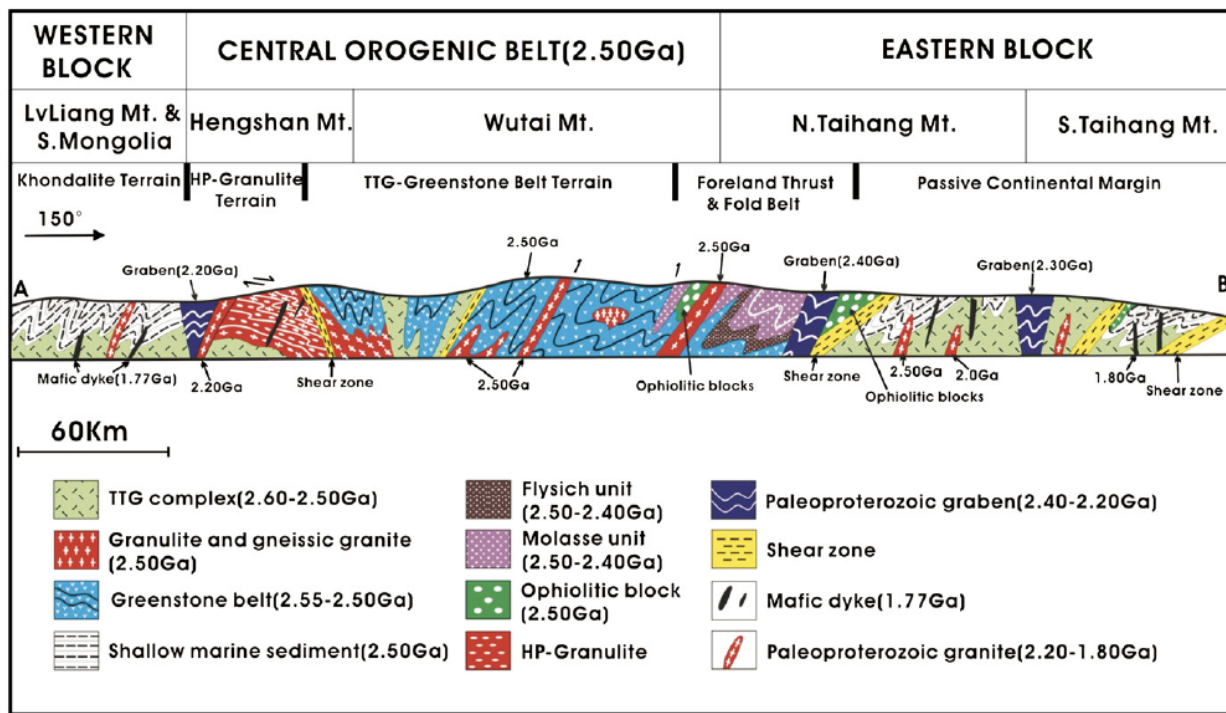 WESTERN
BLOCK
CENTRAL OROGENIC BELT(2.50Ga)
EASTERN BLOCK
LvLiang Mt. &
S.Mongolia
Hengshan Mt.
Wutai Mt.
N.Taihang Mt.
S.Taihang Mt.
Khondalite Terrain
HP-Granulite
Terrain
TTG-Greenstone Belt Terrain
Foreland Thrust
& Fold Belt
Passive Continental Margin
150°
A
Graben(2.20Ga)
2.50Ga
2.50Ga
Graben(2.40Ga)
Graben(2.30Ga)
B
Mafic dyke(1.77Ga)
2.20Ga
Shear zone
2.50Ga
Ophiolitic blocks
Shear zone
2.50Ga
Ophiolitic blocks
2.0Ga
1.80Ga
Shear zone
60Km
TTG complex(2.60-2.50Ga)
Granulite and gneissic granite
(2.50Ga)
Greenstone belt(2.55-2.50Ga)
Shallow marine sediment(2.50Ga)
Flysich unit
(2.50-2.40Ga)
Molasse unit
(2.50-2.40Ga)
Ophiolitic block
(2.50Ga)
HP-Granulite
Paleoproterozoic graben(2.40-2.20Ga)
Shear zone
Mafic dyke(1.77Ga)
Paleoproterozoic granite(2.20-1.80Ga)